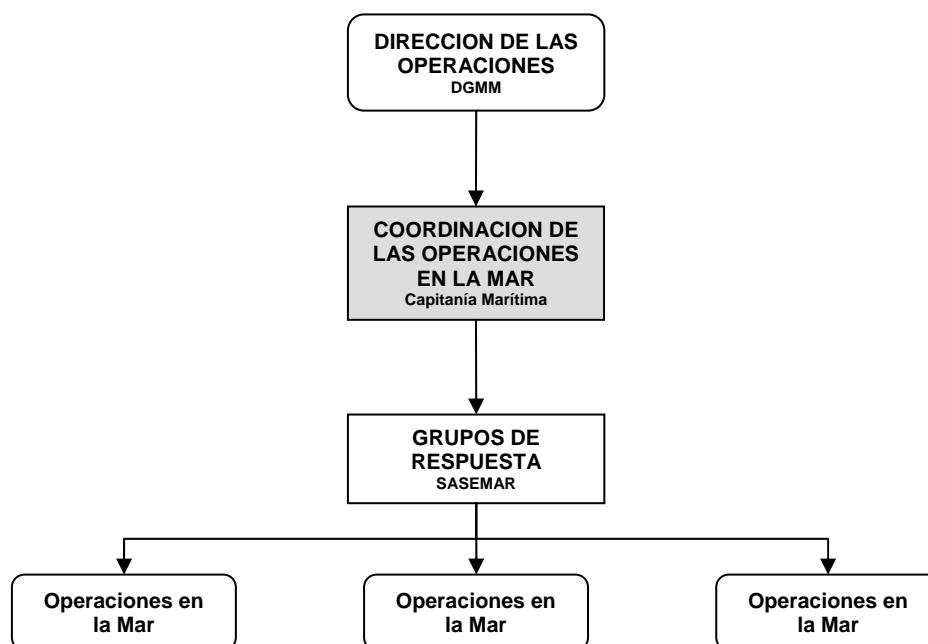 DIRECCION DE LAS
OPERACIONES
DGMM
COORDINACION DE
LAS OPERACIONES
EN LA MAR
Capitanía Marítima
GRUPOS DE
RESPUESTA
SASEMAR
Operaciones en
la Mar
Operaciones en
la Mar
Operaciones en
la Mar